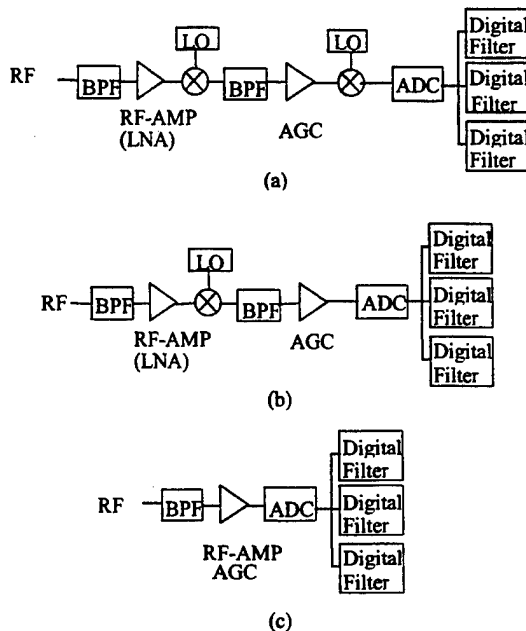 LO
LO
Digital
Filter
RF
BPF
BPF
ADC
Digital
Filter
RF-AMP
(LNA)
AGC
Digital
Filter
(a)
LO
Digital
Filter
RF
BPF
BPF
ADC
Digital
Filter
RF-AMP
(LNA)
AGC
Digital
Filter
(b)
Digital
Filter
RF
BPF
ADC
Digital
Filter
RF-AMP
AGC
Digital
Filter
(c)